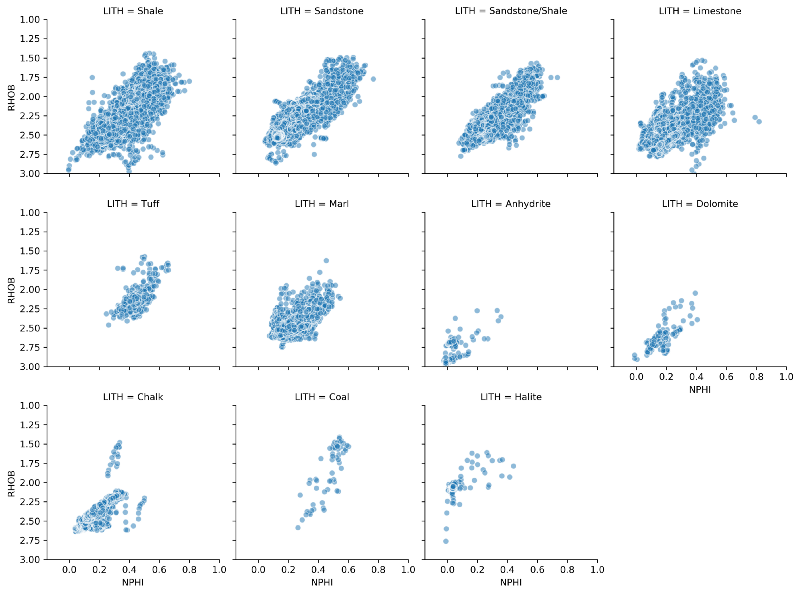 LITH = Shale
LITH = Sandstone
LITH = Sandstone/Shale
LITH = Limestone
1.00
1.25
1.50
1.75
2.00
2.25
2.50
2.75
3.00
RHOB
LITH = Tuff
LITH = Marl
LITH = Anhydrite
LITH = Dolomite
1.00
1.25
1.50
1.75
2.00
2.25
2.50
2.75
3.00
RHOB
0.0 0.2 0.4 0.6 0.8 1.0
NPHI
LITH = Chalk
LITH = Coal
LITH = Halite
1.00
1.25
1.50
1.75
2.00
2.25
2.50
2.75
3.00
RHOB
0.0 0.2 0.4 0.6 0.8 1.0
NPHI
0.0 0.2 0.4 0.6 0.8 1.0
NPHI
0.0 0.2 0.4 0.6 0.8 1.0
NPHI